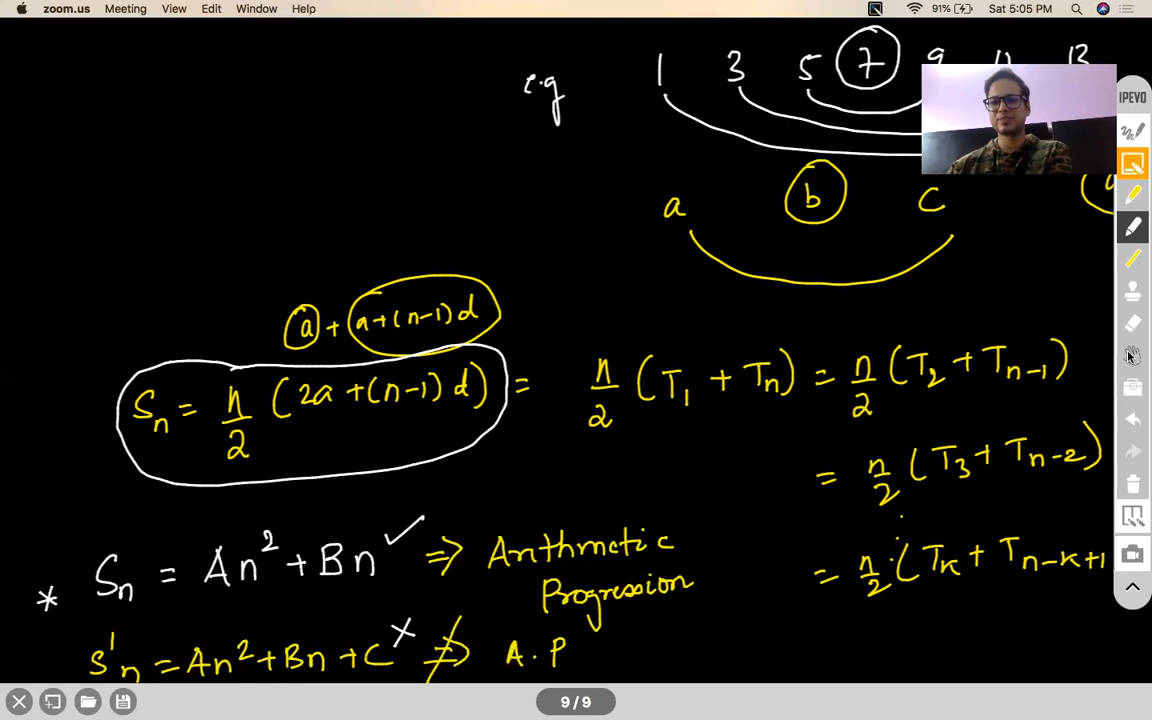 zoom.us Meeting View Edit Window Help 91% Sat 5:05 PM
e.g 1 3 5 7 9 11 13
IPEVO
a b c
a + a+(n-1)d
Sn = n/2 (2a+(n-1)d) = n/2 (T1 + Tn) = n/2 (T2 + Tn-1)
= n/2 (T3 + Tn-2)
* Sn = An² + Bn ✓ ⇒ Arithmetic
Progression
= n/2 (Tk + Tn-k+1
S'n = An² + Bn + C × ⇏ A.P
9 / 9